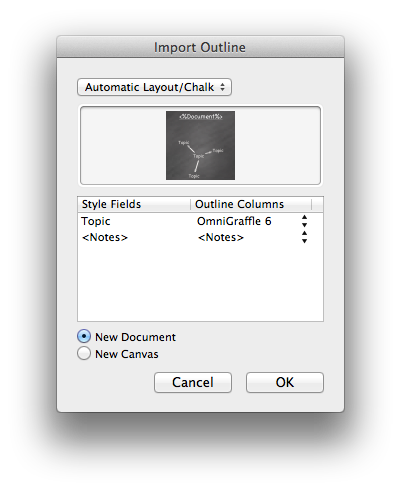 Import Outline
Automatic Layout/Chalk
<%Document%>
Topic
Topic
Topic
Topic
Style Fields Outline Columns
Topic OmniGraffle 6
<Notes> <Notes>
New Document
New Canvas
Cancel OK